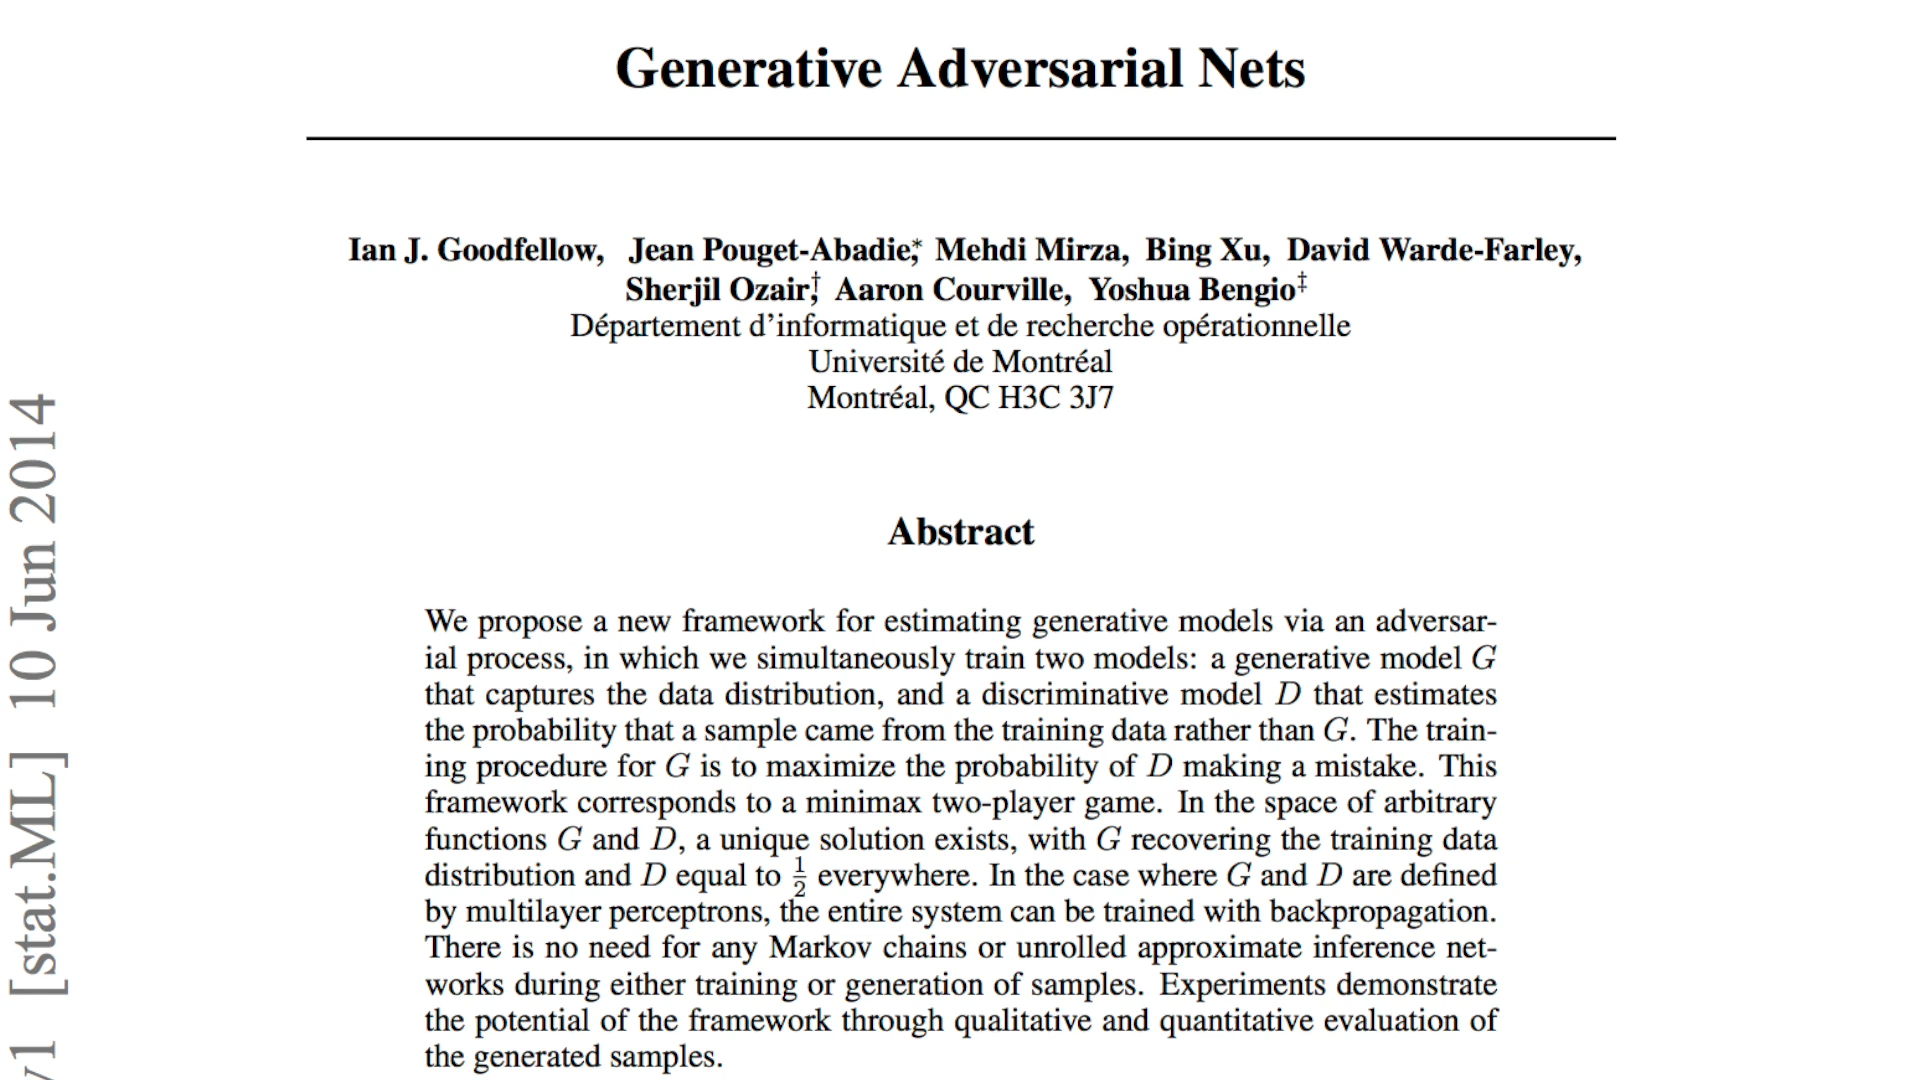 Generative Adversarial Nets
Ian J. Goodfellow, Jean Pouget-Abadie,* Mehdi Mirza, Bing Xu, David Warde-Farley,
Sherjil Ozair,† Aaron Courville, Yoshua Bengio‡
Département d’informatique et de recherche opérationnelle
Université de Montréal
Montréal, QC H3C 3J7
Abstract
We propose a new framework for estimating generative models via an adversar-
ial process, in which we simultaneously train two models: a generative model G
that captures the data distribution, and a discriminative model D that estimates
the probability that a sample came from the training data rather than G. The train-
ing procedure for G is to maximize the probability of D making a mistake. This
framework corresponds to a minimax two-player game. In the space of arbitrary
functions G and D, a unique solution exists, with G recovering the training data
distribution and D equal to 1/2 everywhere. In the case where G and D are defined
by multilayer perceptrons, the entire system can be trained with backpropagation.
There is no need for any Markov chains or unrolled approximate inference net-
works during either training or generation of samples. Experiments demonstrate
the potential of the framework through qualitative and quantitative evaluation of
the generated samples.
v1 [stat.ML] 10 Jun 2014